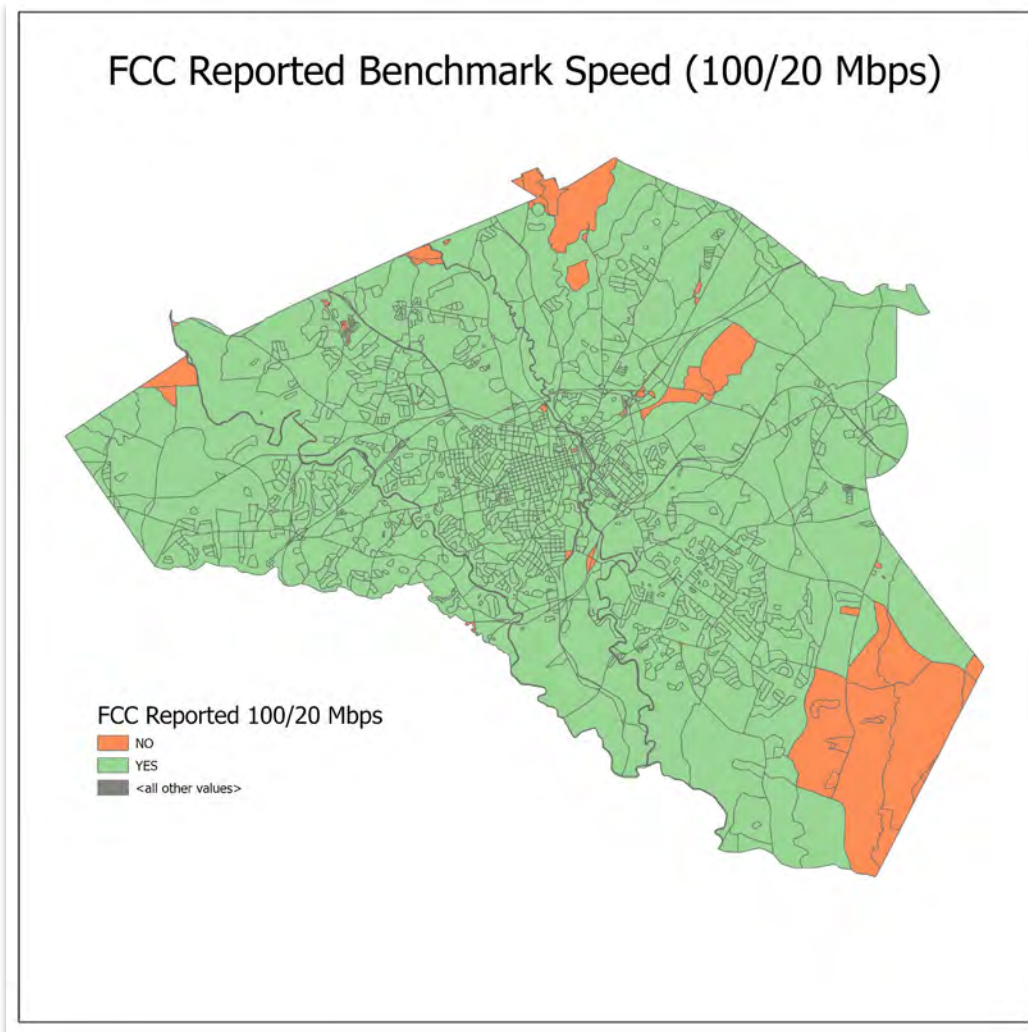 FCC Reported Benchmark Speed (100/20 Mbps)
FCC Reported 100/20 Mbps
NO
YES
<all other values>